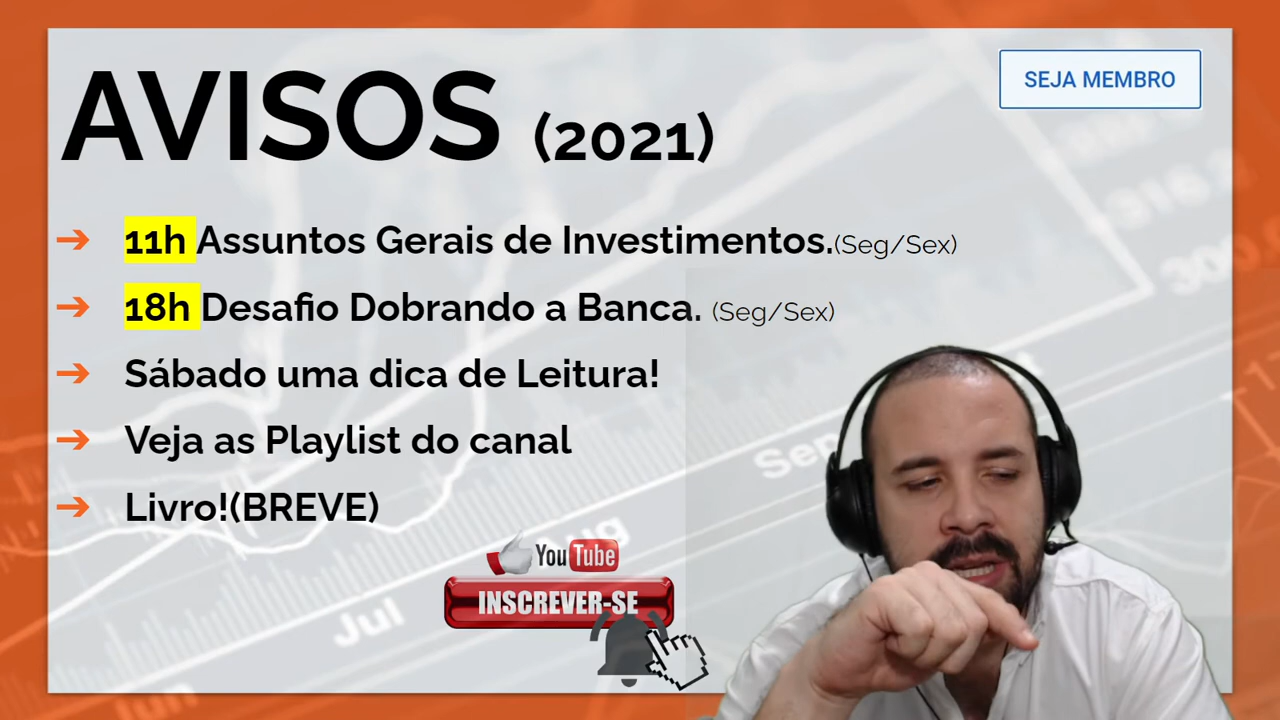 AVISOS (2021)
SEJA MEMBRO
11h Assuntos Gerais de Investimentos.(Seg/Sex)
18h Desafio Dobrando a Banca. (Seg/Sex)
Sábado uma dica de Leitura!
Veja as Playlist do canal
Livro!(BREVE)
YouTube
INSCREVER-SE
Jul